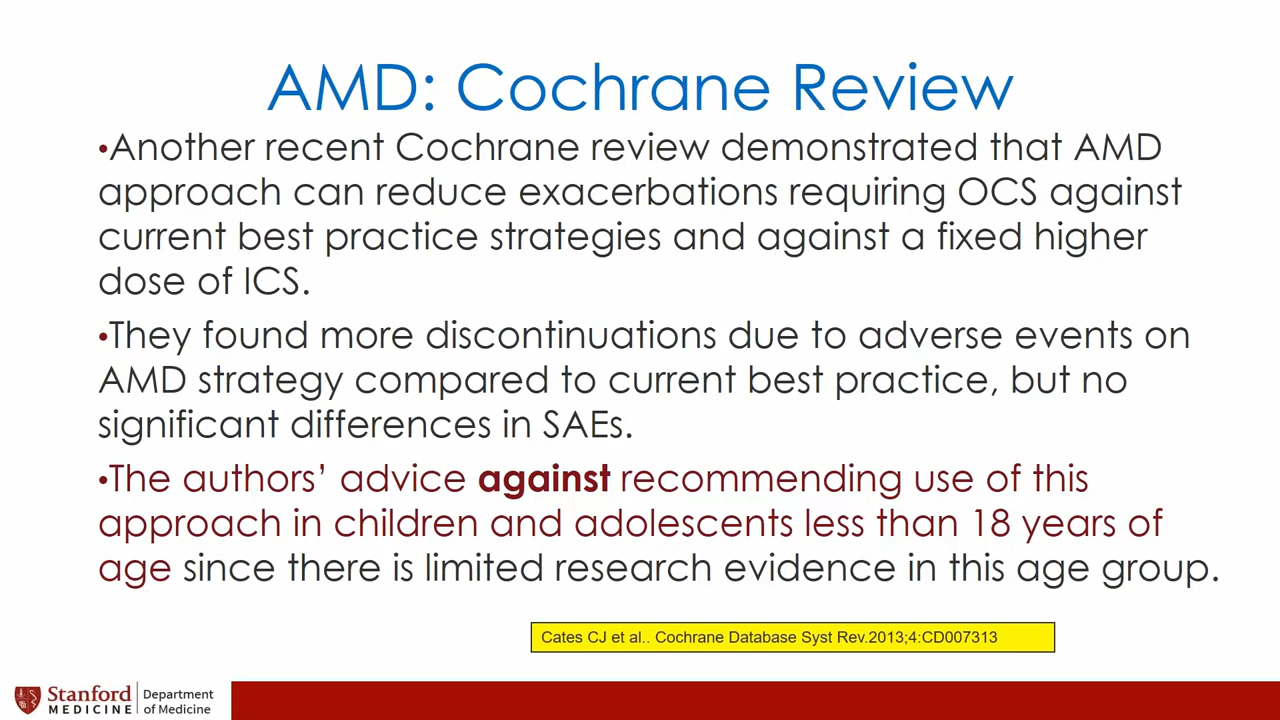 AMD: Cochrane Review
•Another recent Cochrane review demonstrated that AMD
approach can reduce exacerbations requiring OCS against
current best practice strategies and against a fixed higher
dose of ICS.
•They found more discontinuations due to adverse events on
AMD strategy compared to current best practice, but no
significant differences in SAEs.
•The authors’ advice against recommending use of this
approach in children and adolescents less than 18 years of
age since there is limited research evidence in this age group.
Cates CJ et al.. Cochrane Database Syst Rev.2013;4:CD007313
Stanford
MEDICINE
Department
of Medicine